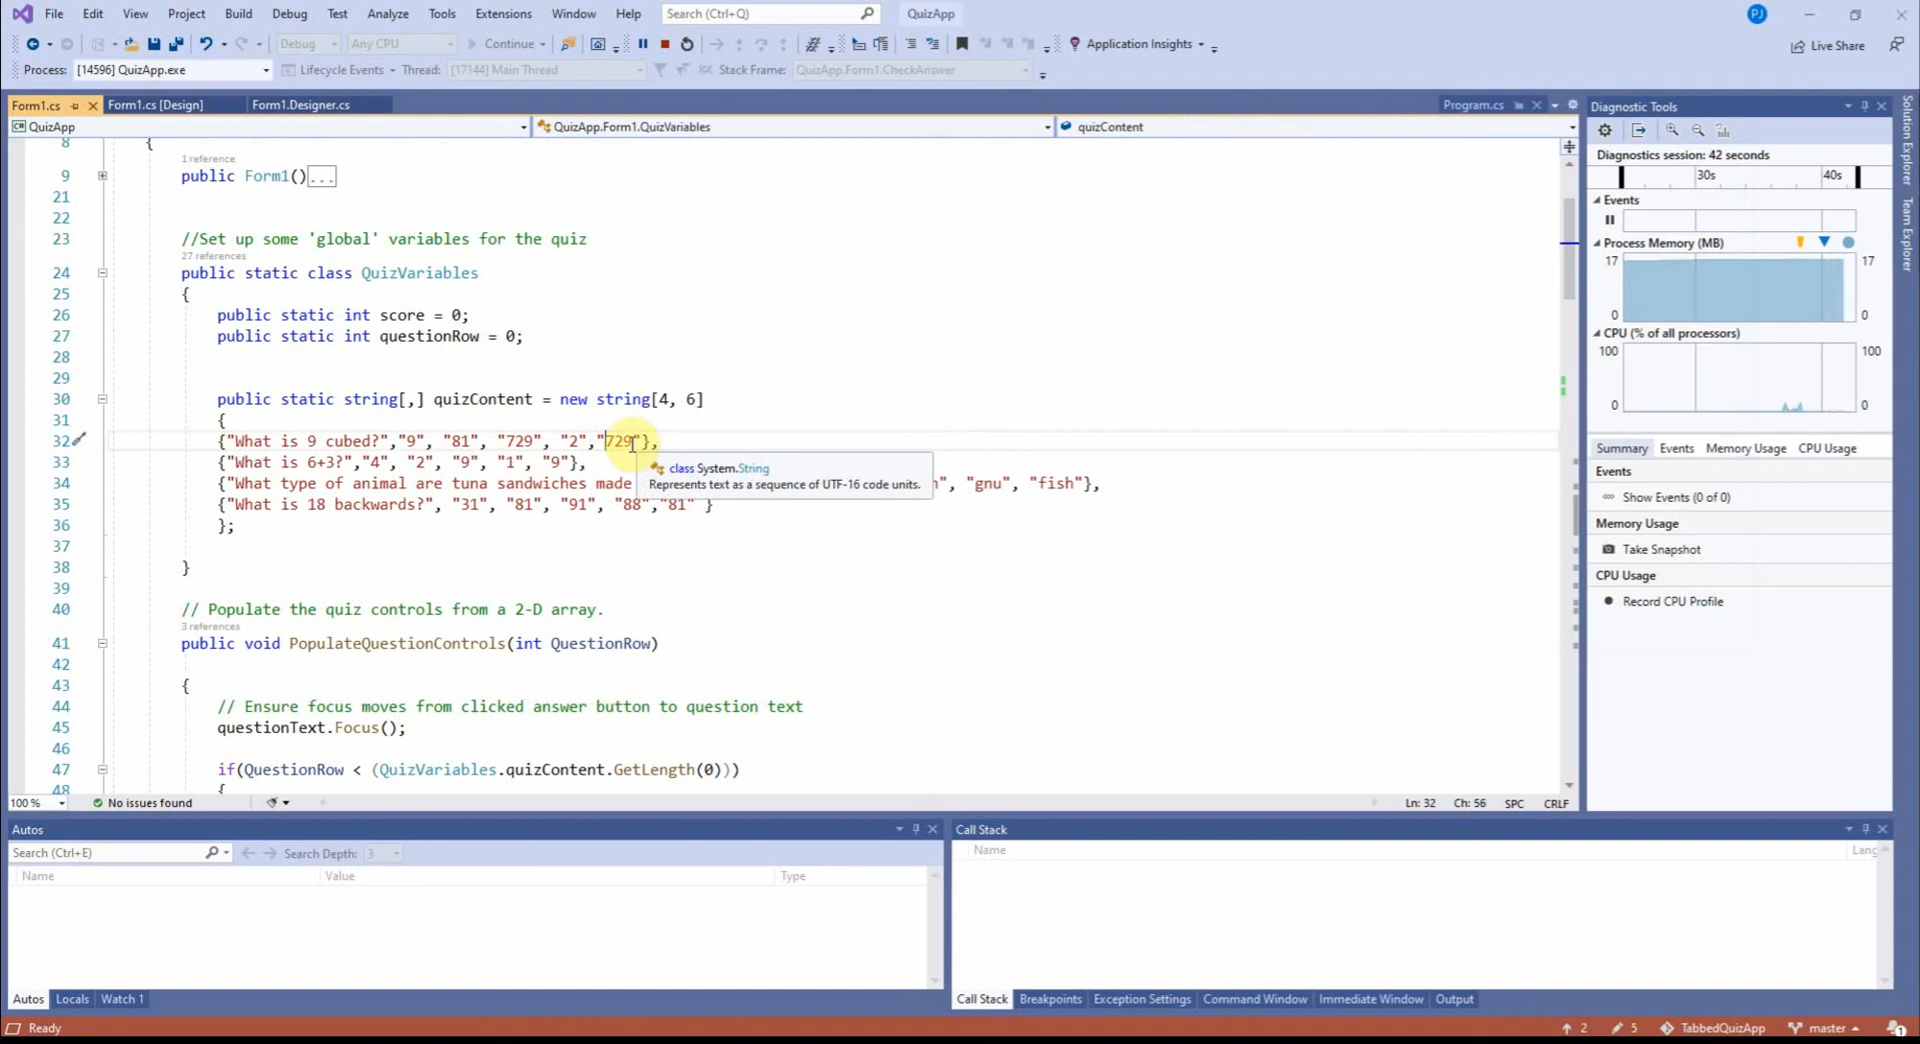 File Edit View Project Build Debug Test Analyze Tools Extensions Window Help Search (Ctrl+Q) QuizApp PJ
Debug Any CPU Continue Application Insights Live Share
Process: [14596] QuizApp.exe Lifecycle Events Thread: [17144] Main Thread Stack Frame: QuizApp.Form1.CheckAnswer
Form1.cs Form1.cs [Design] Form1.Designer.cs Program.cs
QuizApp QuizApp.Form1.QuizVariables quizContent
8 {
1 reference
9 public Form1()...
21
22
23 //Set up some 'global' variables for the quiz
27 references
24 public static class QuizVariables
25 {
26 public static int score = 0;
27 public static int questionRow = 0;
28
29
30 public static string[,] quizContent = new string[4, 6]
31 {
32 {"What is 9 cubed?","9", "81", "729", "2","729"},
33 {"What is 6+3?","4", "2", "9", "1", "9"},
34 {"What type of animal are tuna sandwiches made "gnu", "fish"},
35 {"What is 18 backwards?", "31", "81", "91", "88","81" }
36 };
37
38 }
39
40 // Populate the quiz controls from a 2-D array.
3 references
41 public void PopulateQuestionControls(int QuestionRow)
42
43 {
44 // Ensure focus moves from clicked answer button to question text
45 questionText.Focus();
46
47 if(QuestionRow < (QuizVariables.quizContent.GetLength(0)))
48 {
class System.String
Represents text as a sequence of UTF-16 code units.
100 % No issues found Ln: 32 Ch: 56 SPC CRLF
Diagnostic Tools
Diagnostics session: 42 seconds
30s 40s
Events
Process Memory (MB)
17 17
0 0
CPU (% of all processors)
100 100
0 0
Summary Events Memory Usage CPU Usage
Events
Show Events (0 of 0)
Memory Usage
Take Snapshot
CPU Usage
Record CPU Profile
Solution Explorer
Team Explorer
Autos
Search (Ctrl+E) Search Depth: 3
Name Value Type
Autos Locals Watch 1
Call Stack
Name Lang
Call Stack Breakpoints Exception Settings Command Window Immediate Window Output
Ready 2 5 TabbedQuizApp master 1